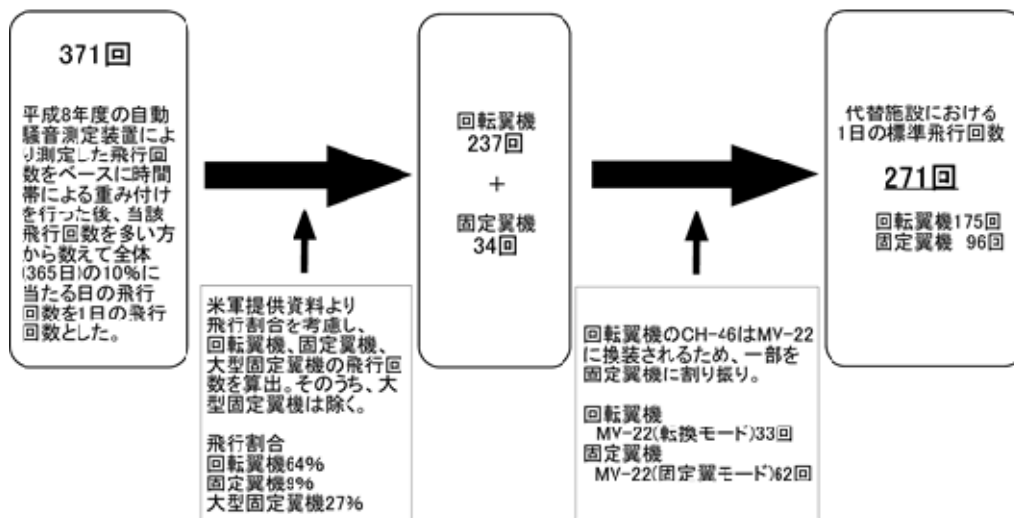 371回
平成8年度の自動
騒音測定装置によ
り測定した飛行回
数をベースに時間
帯による重み付け
を行った後、当該
飛行回数を多い方
から数えて全体
(365日)の10%に
当たる日の飛行
回数を1日の飛行
回数とした。
米軍提供資料より
飛行割合を考慮し、
回転翼機、固定翼機、
大型固定翼機の飛行回
数を算出。そのうち、大
型固定翼機は除く。
飛行割合
回転翼機64%
固定翼機9%
大型固定翼機27%
回転翼機
237回
+
固定翼機
34回
回転翼機のCH-46はMV-22
に換装されるため、一部を
固定翼機に割り振り。
回転翼機
MV-22(転換モード)33回
固定翼機
MV-22(固定翼モード)62回
代替施設における
1日の標準飛行回数
271回
回転翼機175回
固定翼機 96回